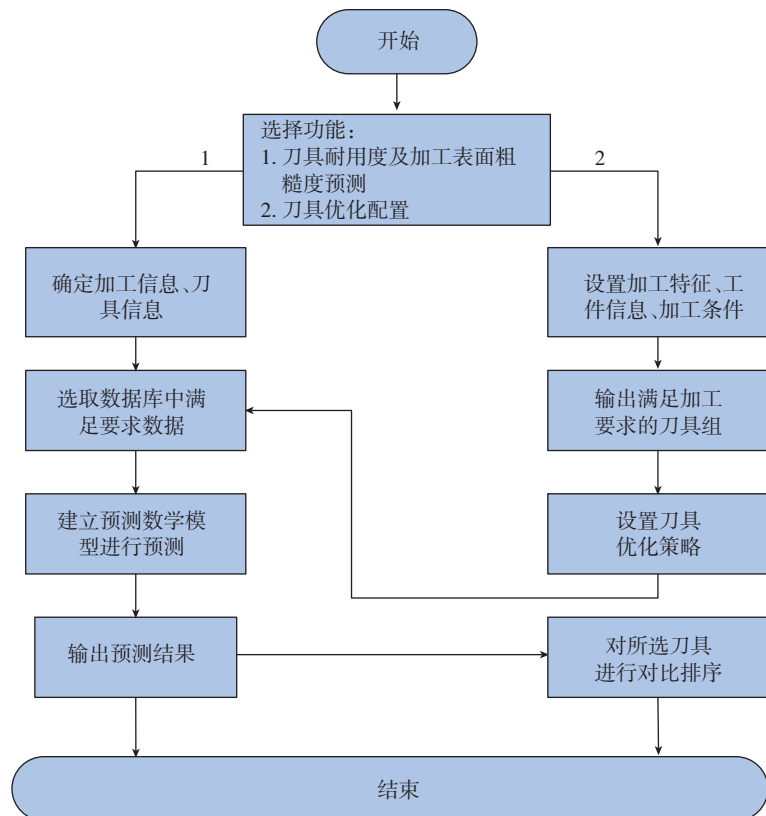 开始
选择功能：
1. 刀具耐用度及加工表面粗
糙度预测
2. 刀具优化配置
1
2
确定加工信息、刀
具信息
设置加工特征、工
件信息、加工条件
选取数据库中满
足要求数据
输出满足加工
要求的刀具组
建立预测数学模
型进行预测
设置刀具
优化策略
输出预测结果
对所选刀具
进行对比排序
结束